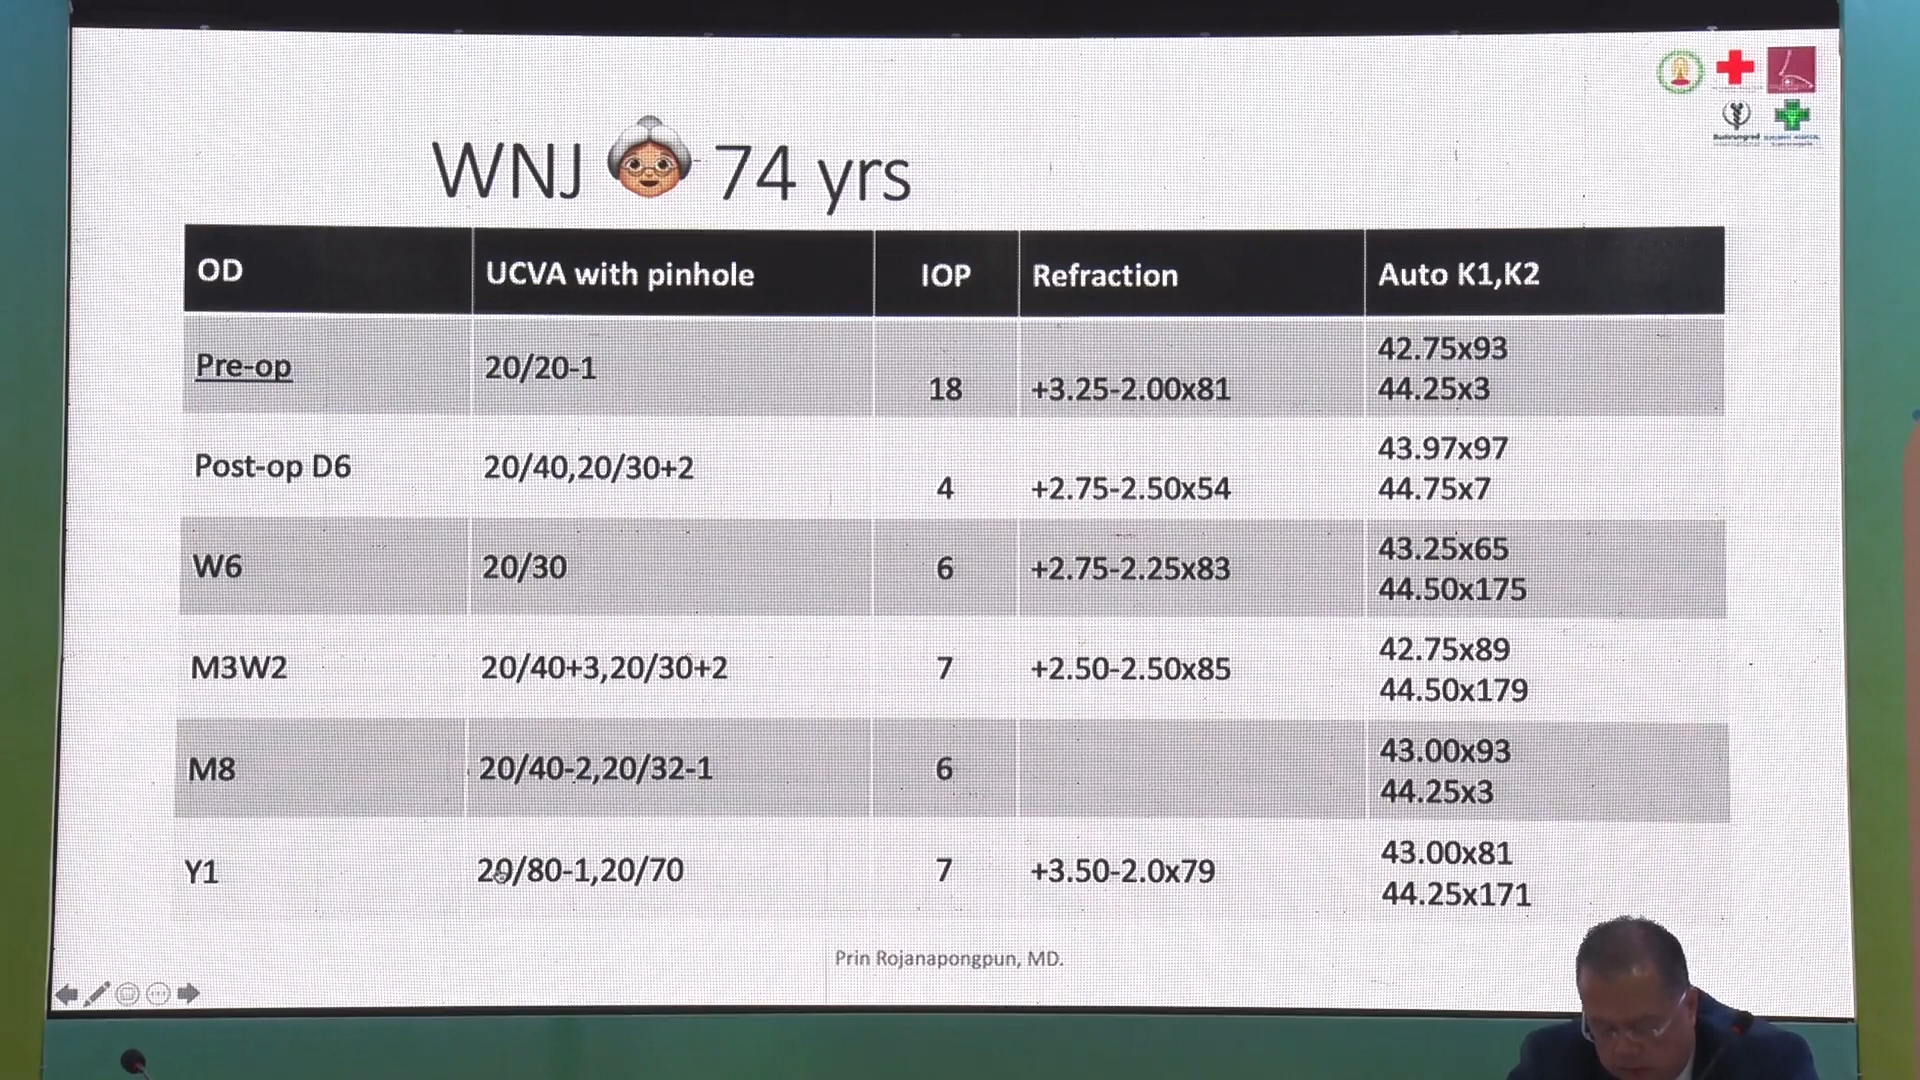 WNJ 74 yrs
OD UCVA with pinhole IOP Refraction Auto K1,K2
Pre-op 20/20-1 18 +3.25-2.00x81 42.75x93
44.25x3
Post-op D6 20/40,20/30+2 4 +2.75-2.50x54 43.97x97
44.75x7
W6 20/30 6 +2.75-2.25x83 43.25x65
44.50x175
M3W2 20/40+3,20/30+2 7 +2.50-2.50x85 42.75x89
44.50x179
M8 20/40-2,20/32-1 6 43.00x93
44.25x3
Y1 20/80-1,20/70 7 +3.50-2.0x79 43.00x81
44.25x171
Prin Rojanapongpun, MD.